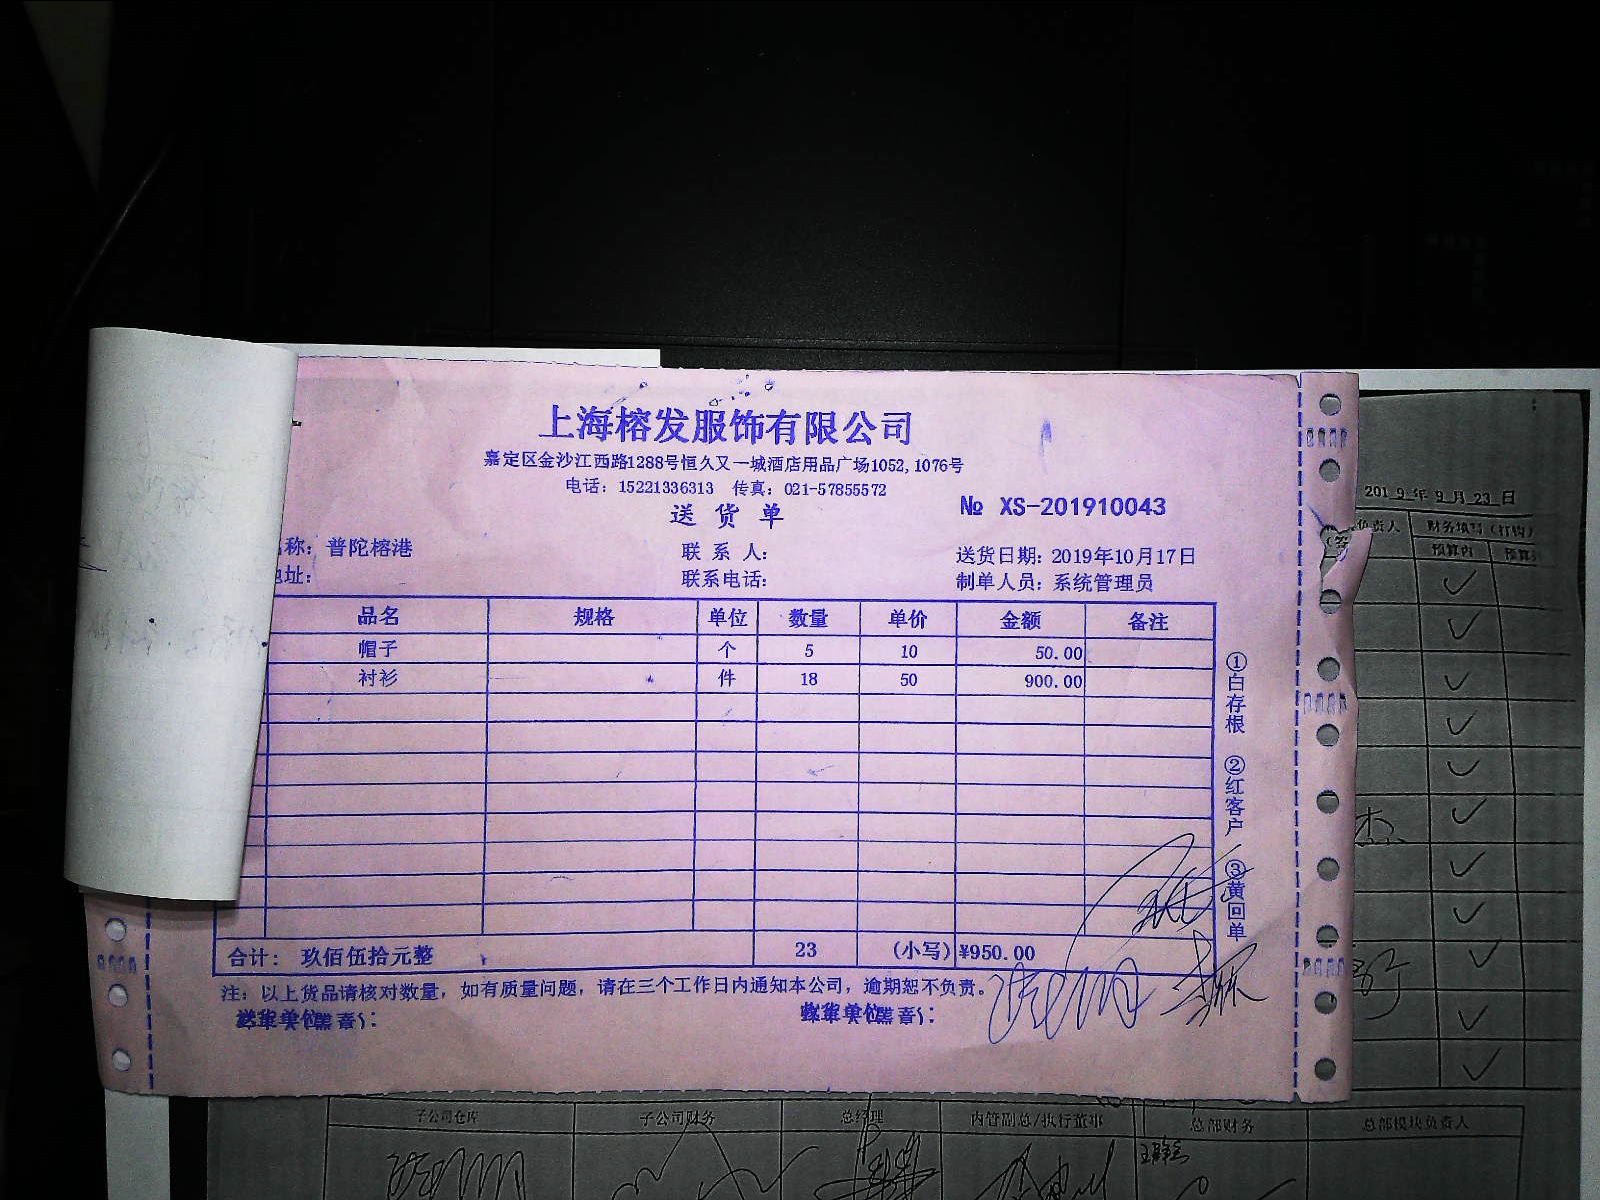 上海榕发服饰有限公司
嘉定区金沙江西路1288号恒久又一城酒店用品广场1052,1076号
电话：15221336313 传真：021-57855572
送货单
№ XS-201910043
称：普陀榕港 联系人： 送货日期：2019年10月17日
地址： 联系电话： 制单人员：系统管理员
品名 规格 单位 数量 单价 金额 备注
帽子 个 5 10 50.00
衬衫 件 18 50 900.00
合计：玖佰伍拾元整 23 (小写) ¥950.00
注：以上货品请核对数量，如有质量问题，请在三个工作日内通知本公司，逾期恕不负责。
①白存根 ②红客户 ③黄回单
2019年9月23日
负责人 财务填写（打钩）
预算内 预算
子公司仓库 子公司财务 总经理 内管副总/执行董事 总部财务 总部模块负责人